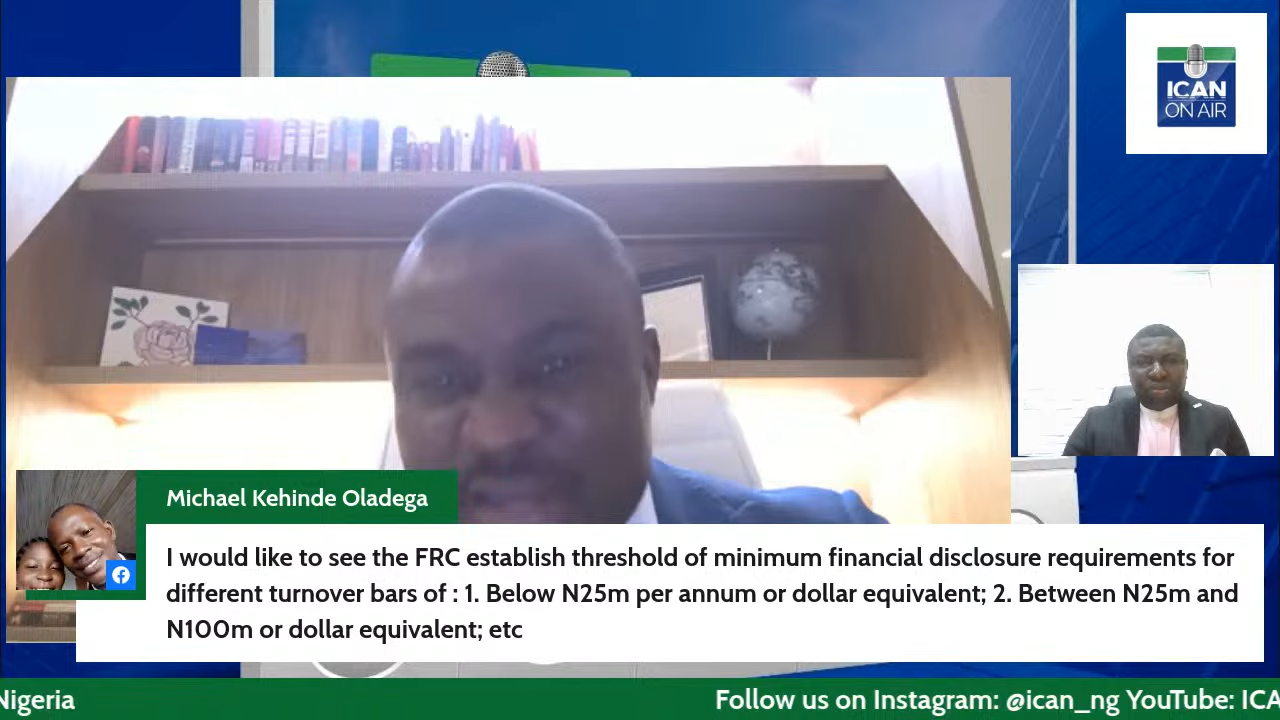 ICAN
ON AIR
Michael Kehinde Oladega
I would like to see the FRC establish threshold of minimum financial disclosure requirements for
different turnover bars of : 1. Below N25m per annum or dollar equivalent; 2. Between N25m and
N100m or dollar equivalent; etc
Nigeria
Follow us on Instagram: @ican_ng YouTube: ICA